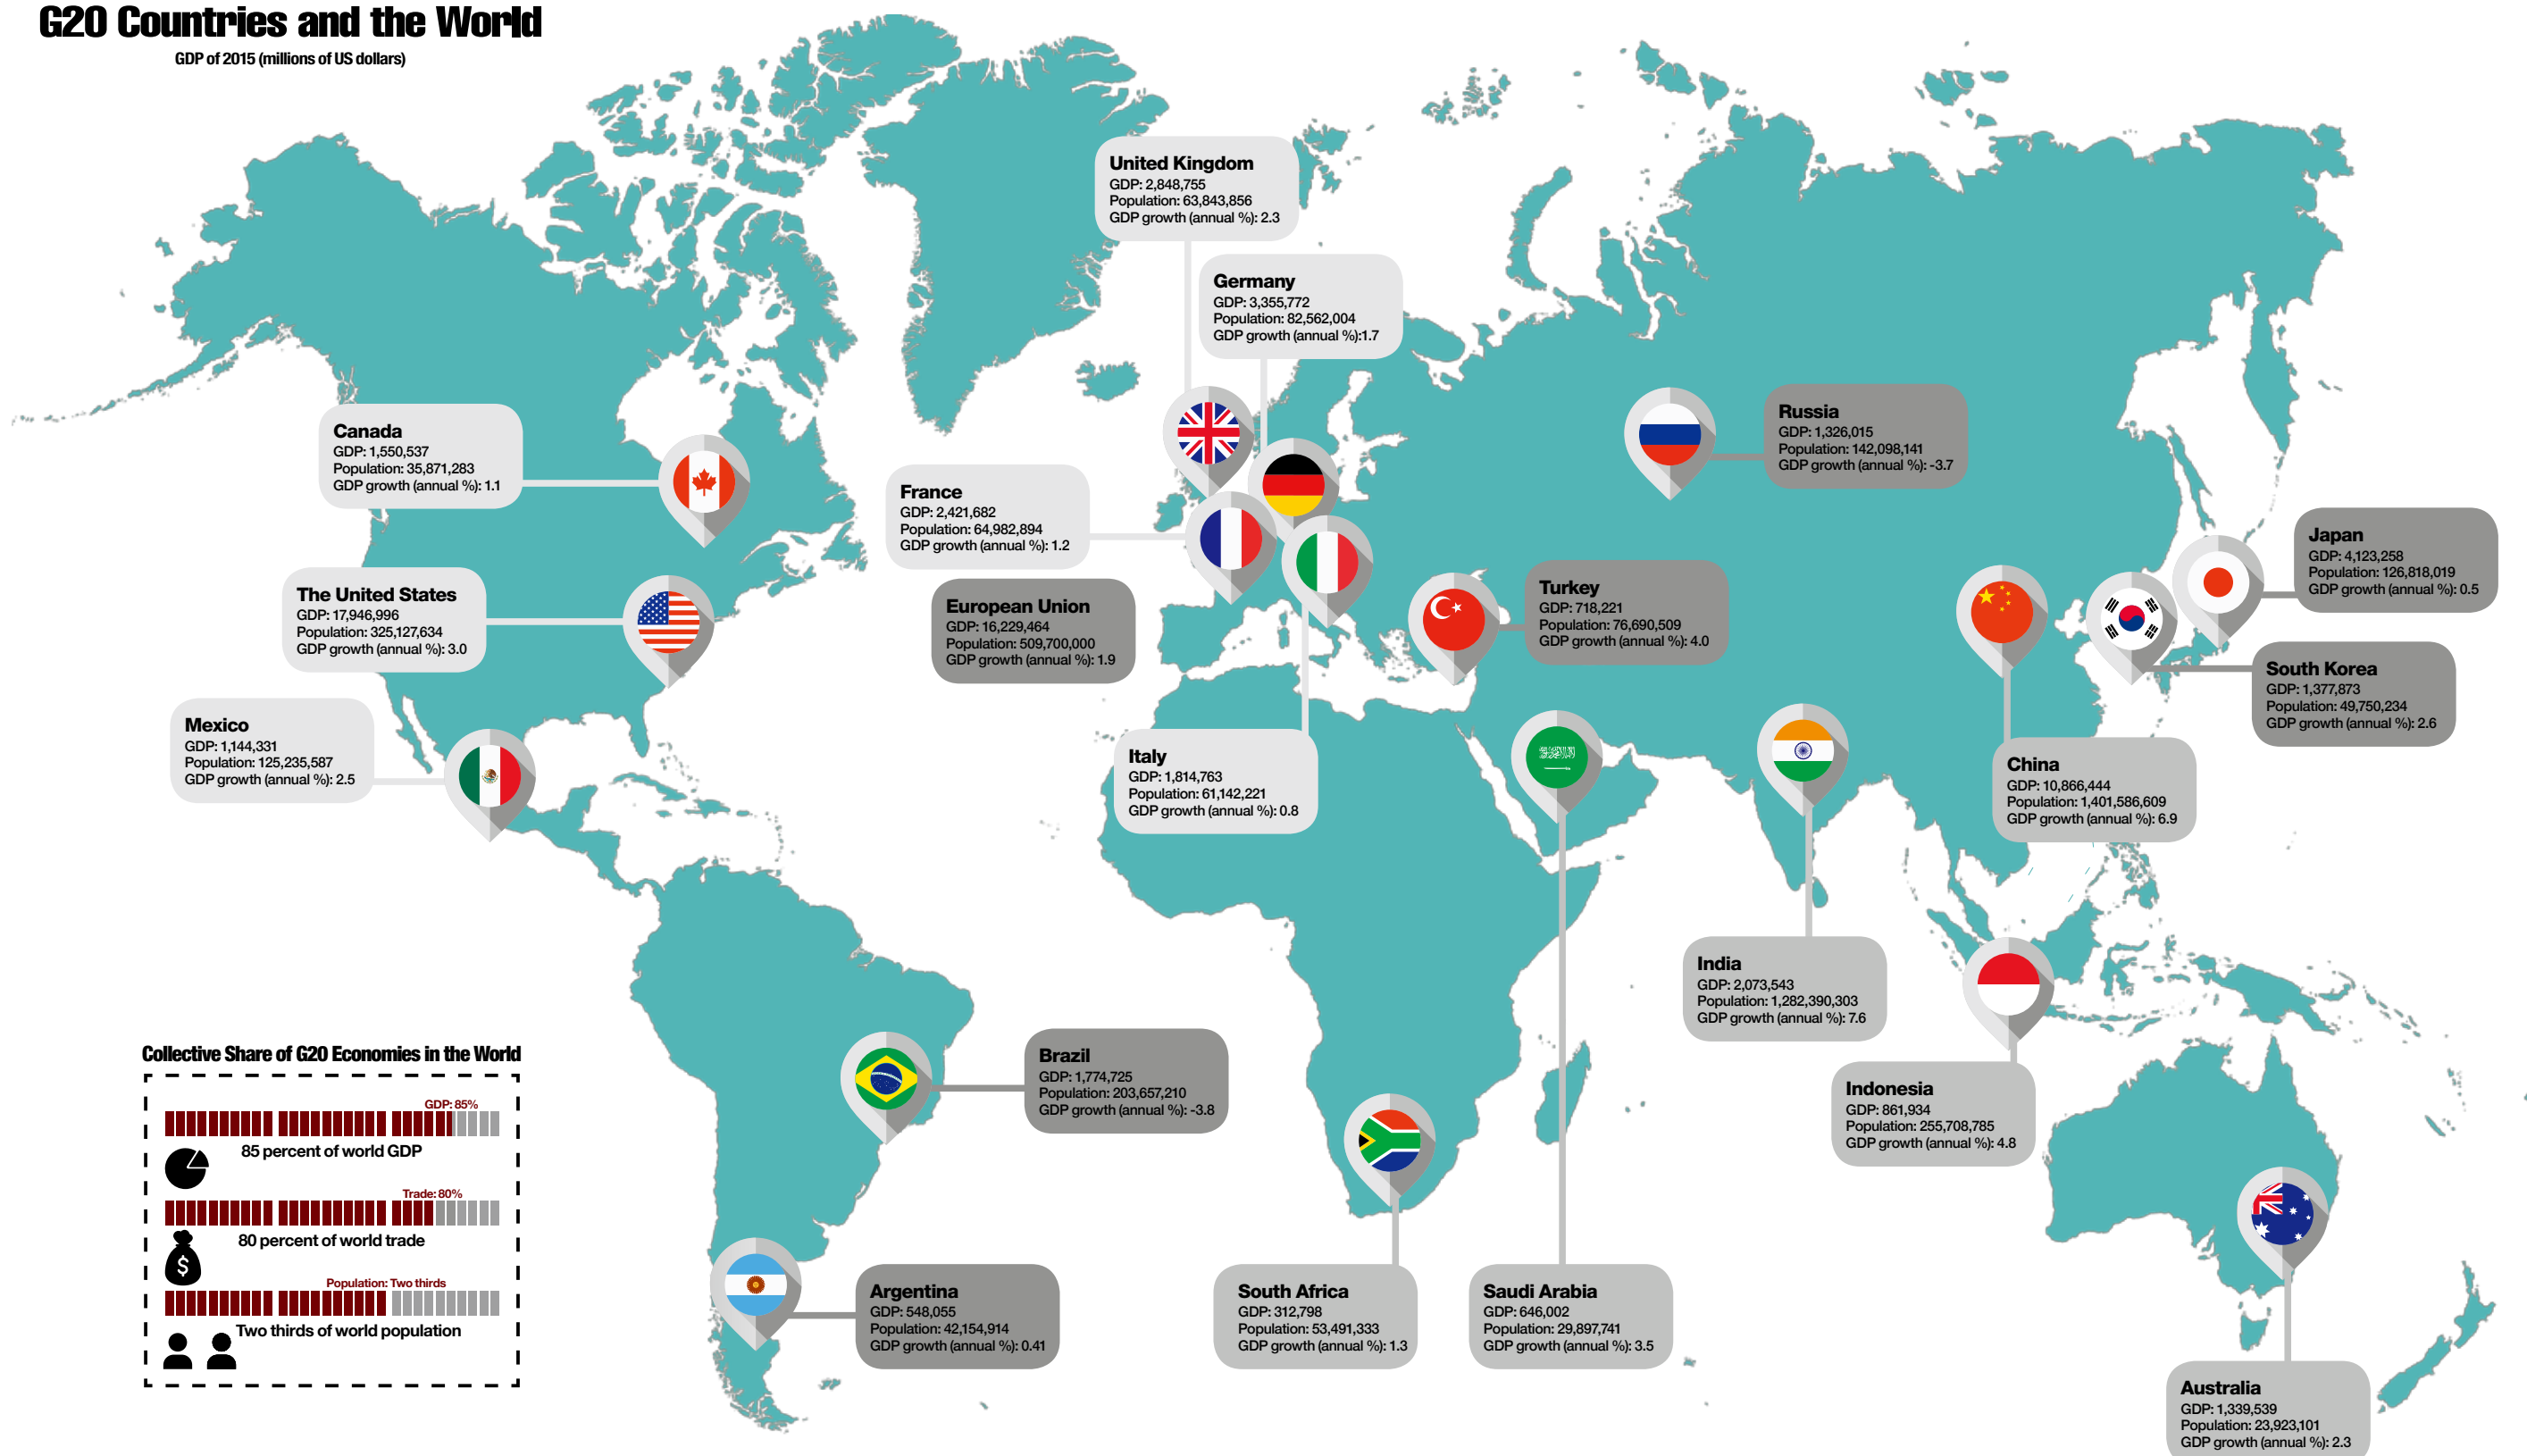 G20 Countries and the World
GDP of 2015 (millions of US dollars)
United Kingdom
GDP: 2,848,755
Population: 63,843,856
GDP growth (annual %): 2.3
Germany
GDP: 3,355,772
Population: 82,562,004
GDP growth (annual %):1.7
Canada
GDP: 1,550,537
Population: 35,871,283
GDP growth (annual %): 1.1
France
GDP: 2,421,682
Population: 64,982,894
GDP growth (annual %): 1.2
Russia
GDP: 1,326,015
Population: 142,098,141
GDP growth (annual %): -3.7
Japan
GDP: 4,123,258
Population: 126,818,019
GDP growth (annual %): 0.5
The United States
GDP: 17,946,996
Population: 325,127,634
GDP growth (annual %): 3.0
European Union
GDP: 16,229,464
Population: 509,700,000
GDP growth (annual %): 1.9
Turkey
GDP: 718,221
Population: 76,690,509
GDP growth (annual %): 4.0
South Korea
GDP: 1,377,873
Population: 49,750,234
GDP growth (annual %): 2.6
Mexico
GDP: 1,144,331
Population: 125,235,587
GDP growth (annual %): 2.5
Italy
GDP: 1,814,763
Population: 61,142,221
GDP growth (annual %): 0.8
China
GDP: 10,866,444
Population: 1,401,586,609
GDP growth (annual %): 6.9
India
GDP: 2,073,543
Population: 1,282,390,303
GDP growth (annual %): 7.6
Brazil
GDP: 1,774,725
Population: 203,657,210
GDP growth (annual %): -3.8
Indonesia
GDP: 861,934
Population: 255,708,785
GDP growth (annual %): 4.8
Argentina
GDP: 548,055
Population: 42,154,914
GDP growth (annual %): 0.41
South Africa
GDP: 312,798
Population: 53,491,333
GDP growth (annual %): 1.3
Saudi Arabia
GDP: 646,002
Population: 29,897,741
GDP growth (annual %): 3.5
Australia
GDP: 1,339,539
Population: 23,923,101
GDP growth (annual %): 2.3
Collective Share of G20 Economies in the World
GDP: 85%
85 percent of world GDP
Trade: 80%
80 percent of world trade
$
Population: Two thirds
Two thirds of world population